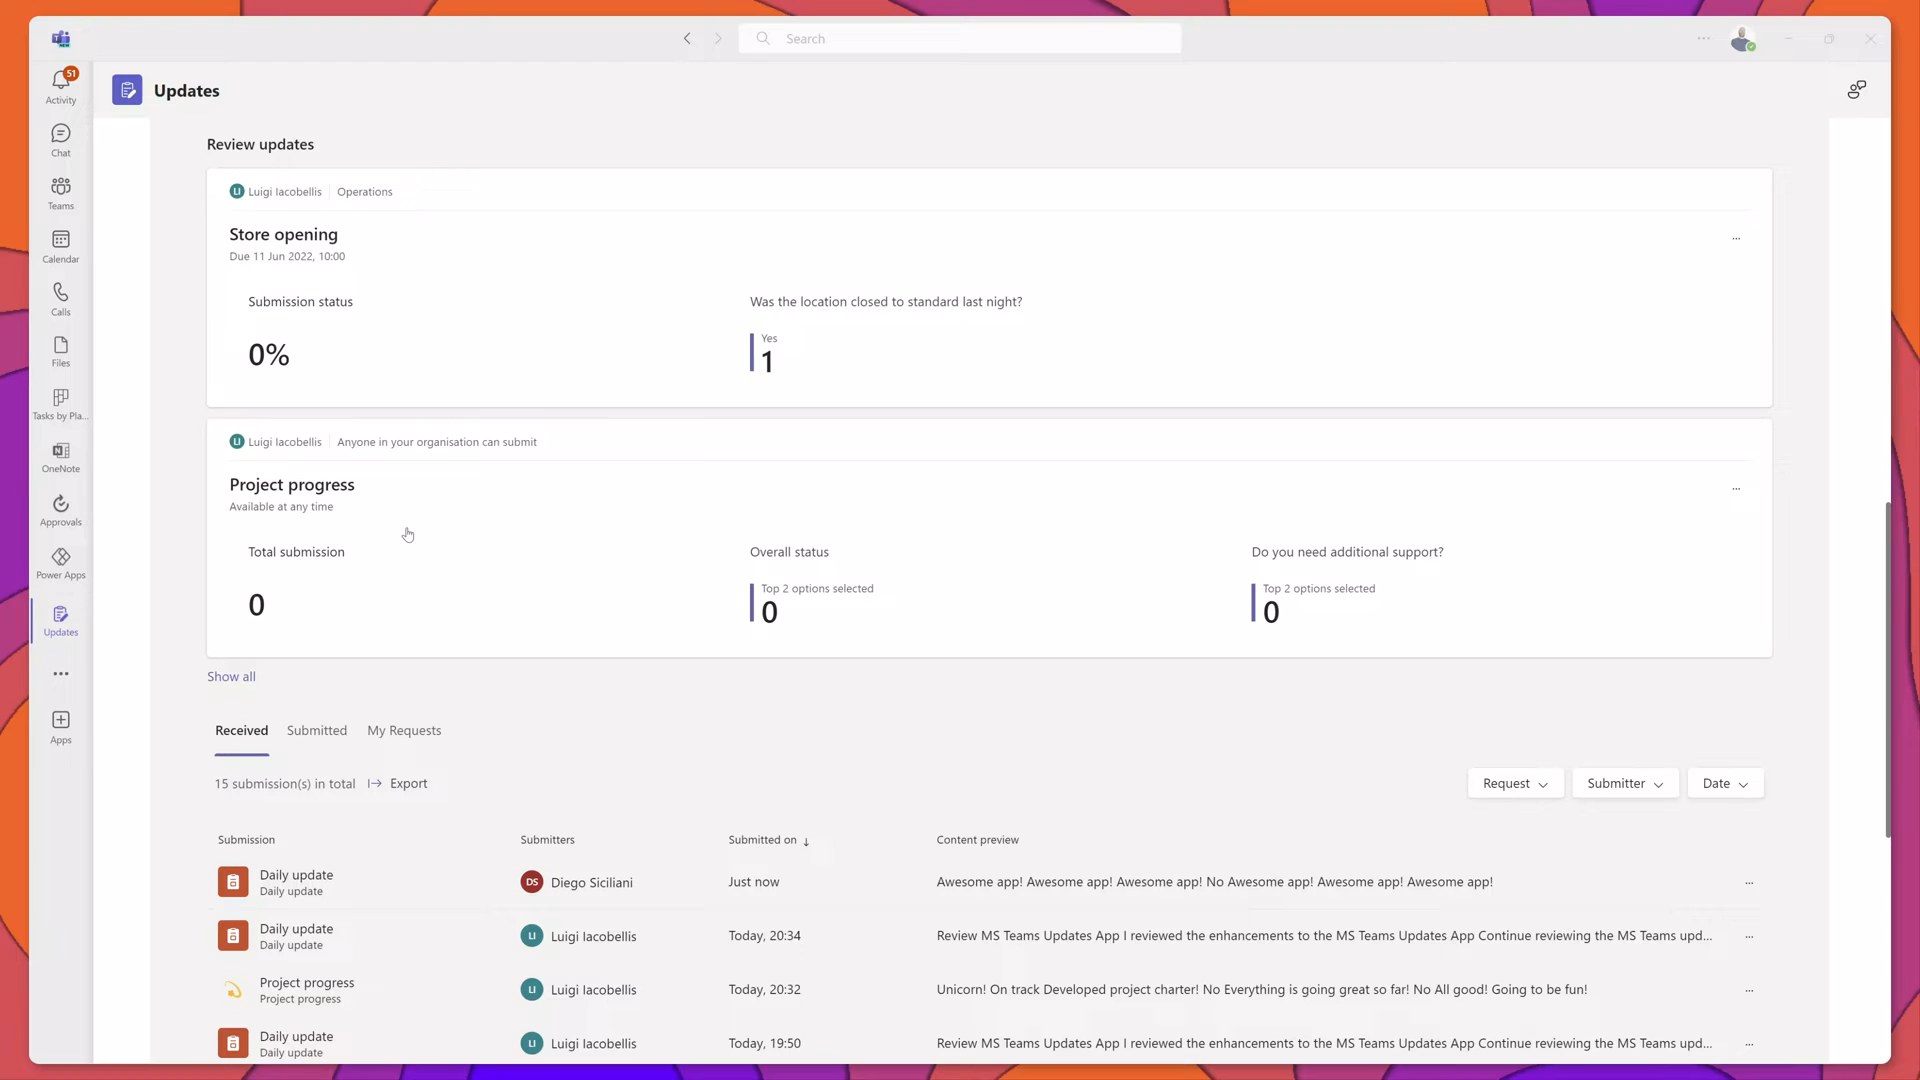 NEW
Search
51
Activity
Chat
Teams
Calendar
Calls
Files
Tasks by Pla...
OneNote
Approvals
Power Apps
Updates
Apps
Updates
Review updates
LI Luigi Iacobellis Operations
Store opening
Due 11 Jun 2022, 10:00
Submission status
Was the location closed to standard last night?
0%
Yes
1
LI Luigi Iacobellis Anyone in your organisation can submit
Project progress
Available at any time
Total submission
Overall status
Do you need additional support?
0
Top 2 options selected
0
Top 2 options selected
0
Show all
Received Submitted My Requests
15 submission(s) in total Export
Request Submitter Date
Submission Submitters Submitted on ↓ Content preview
Daily update
Daily update
DS Diego Siciliani
Just now
Awesome app! Awesome app! Awesome app! No Awesome app! Awesome app! Awesome app!
Daily update
Daily update
LI Luigi Iacobellis
Today, 20:34
Review MS Teams Updates App I reviewed the enhancements to the MS Teams Updates App Continue reviewing the MS Teams upd...
Project progress
Project progress
LI Luigi Iacobellis
Today, 20:32
Unicorn! On track Developed project charter! No Everything is going great so far! No All good! Going to be fun!
Daily update
Daily update
LI Luigi Iacobellis
Today, 19:50
Review MS Teams Updates App I reviewed the enhancements to the MS Teams Updates App Continue reviewing the MS Teams upd...